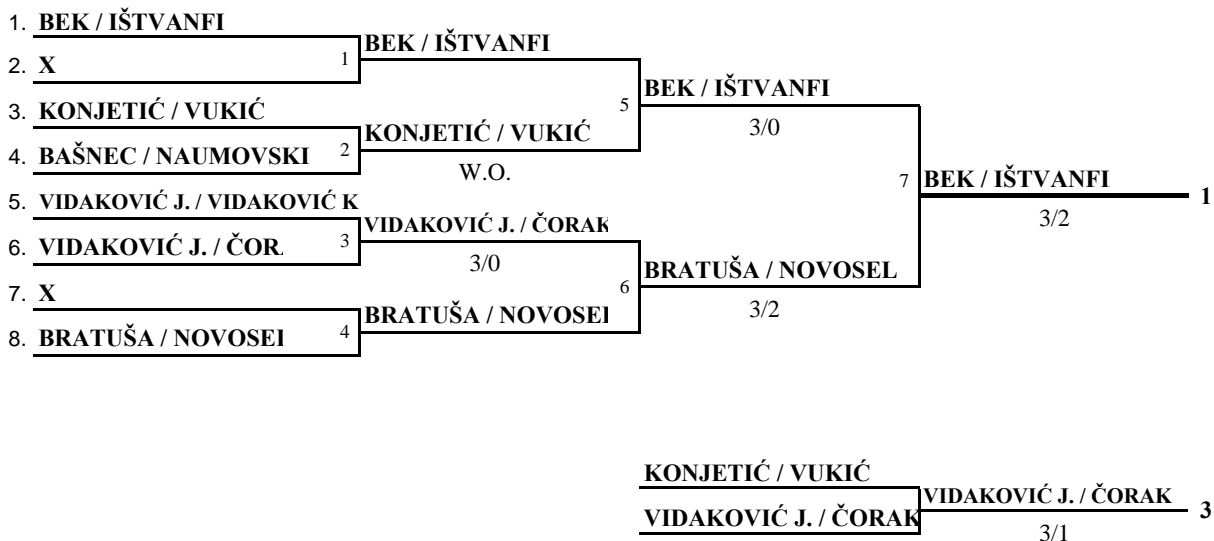 1. BEK / IŠTVANFI
BEK / IŠTVANFI
2. X
1
BEK / IŠTVANFI
3/0
3. KONJETIĆ / VUKIĆ
5
KONJETIĆ / VUKIĆ
W.O.
4. BAŠNEC / NAUMOVSKI
2
7
BEK / IŠTVANFI
3/2
1
5. VIDAKOVIĆ J. / VIDAKOVIĆ K
VIDAKOVIĆ J. / ČORAK
3/0
6. VIDAKOVIĆ J. / ČOR.
3
BRATUŠA / NOVOSEL
3/2
7. X
6
BRATUŠA / NOVOSEI
8. BRATUŠA / NOVOSEI
4
KONJETIĆ / VUKIĆ
VIDAKOVIĆ J. / ČORAK
VIDAKOVIĆ J. / ČORAK
3/1
3